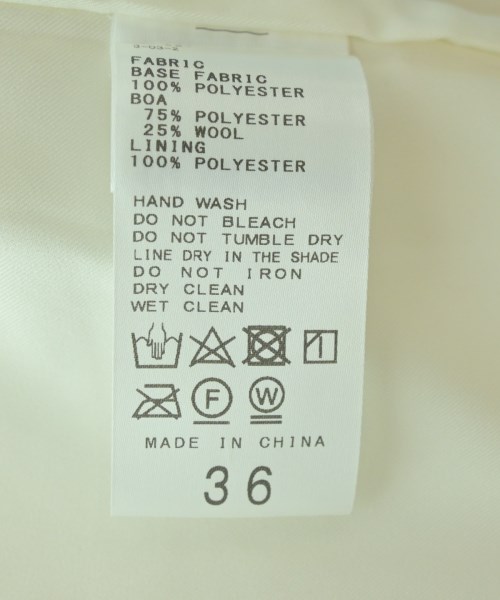 FABRIC
BASE FABRIC
100% POLYESTER
BOA
75% POLYESTER
25% WOOL
LINING
100% POLYESTER
HAND WASH
DO NOT BLEACH
DO NOT TUMBLE DRY
LINE DRY IN THE SHADE
DO NOT IRON
DRY CLEAN
WET CLEAN
F W
MADE IN CHINA
36